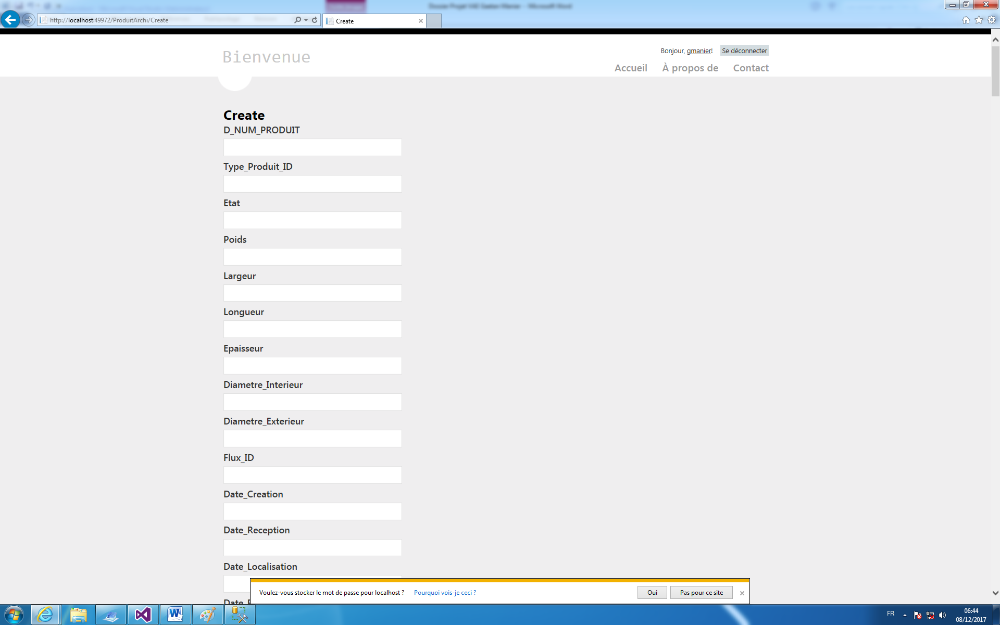 http://localhost:49972/ProduitArchi/Create
Create
Bienvenue
Bonjour, gmanier! Se déconnecter
Accueil À propos de Contact
Create
D_NUM_PRODUIT
Type_Produit_ID
Etat
Poids
Largeur
Longueur
Epaisseur
Diametre_Interieur
Diametre_Exterieur
Flux_ID
Date_Creation
Date_Reception
Date_Localisation
Voulez-vous stocker le mot de passe pour localhost ? Pourquoi vois-je ceci ? Oui Pas pour ce site
FR
06:44
08/12/2017